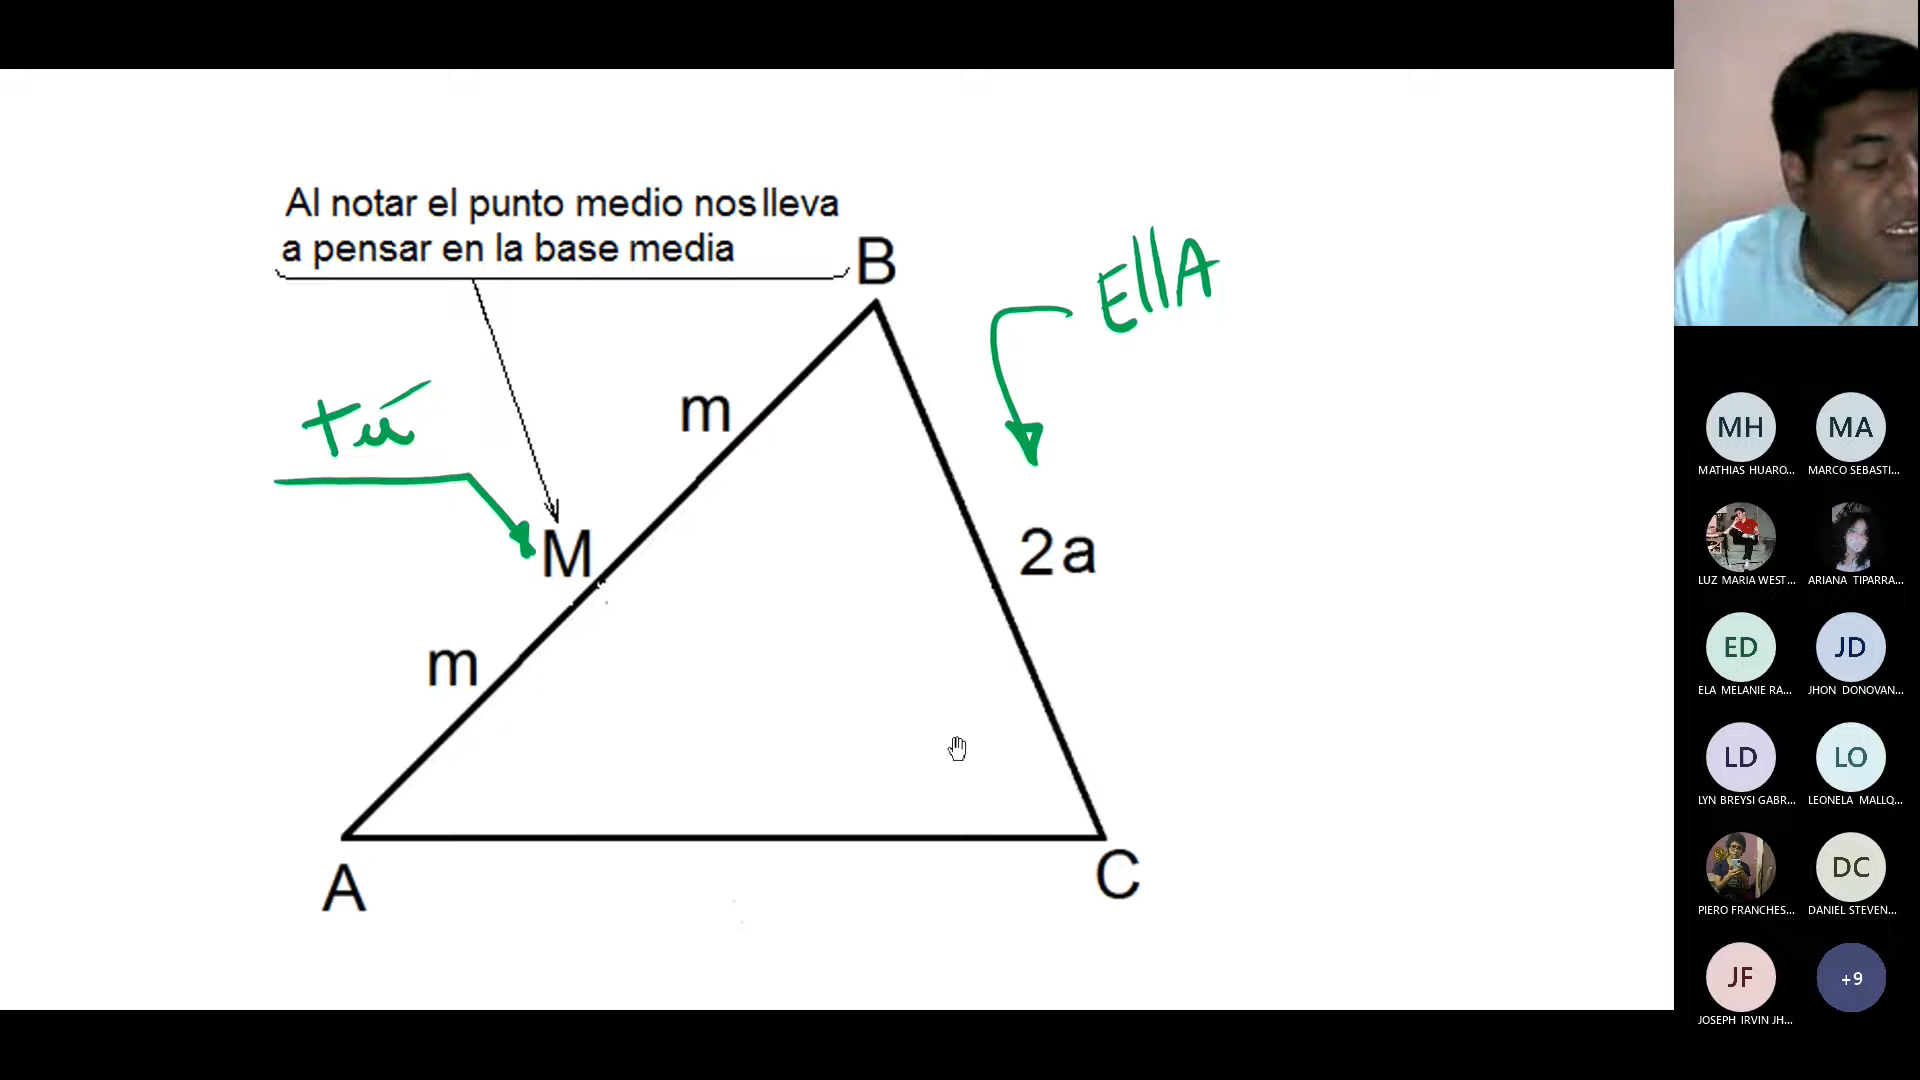 Al notar el punto medio nos lleva
a pensar en la base media
B
EllA
tú
m
M
2a
m
A
C
MH
MA
MATHIAS HUARO...
MARCO SEBASTI...
LUZ MARIA WEST...
ARIANA TIPARRA...
ED
JD
ELA MELANIE RA...
JHON DONOVAN...
LD
LO
LYN BREYSI GABR...
LEONELA MALLQ...
DC
PIERO FRANCHES...
DANIEL STEVEN...
JF
+9
JOSEPH IRVIN JH...